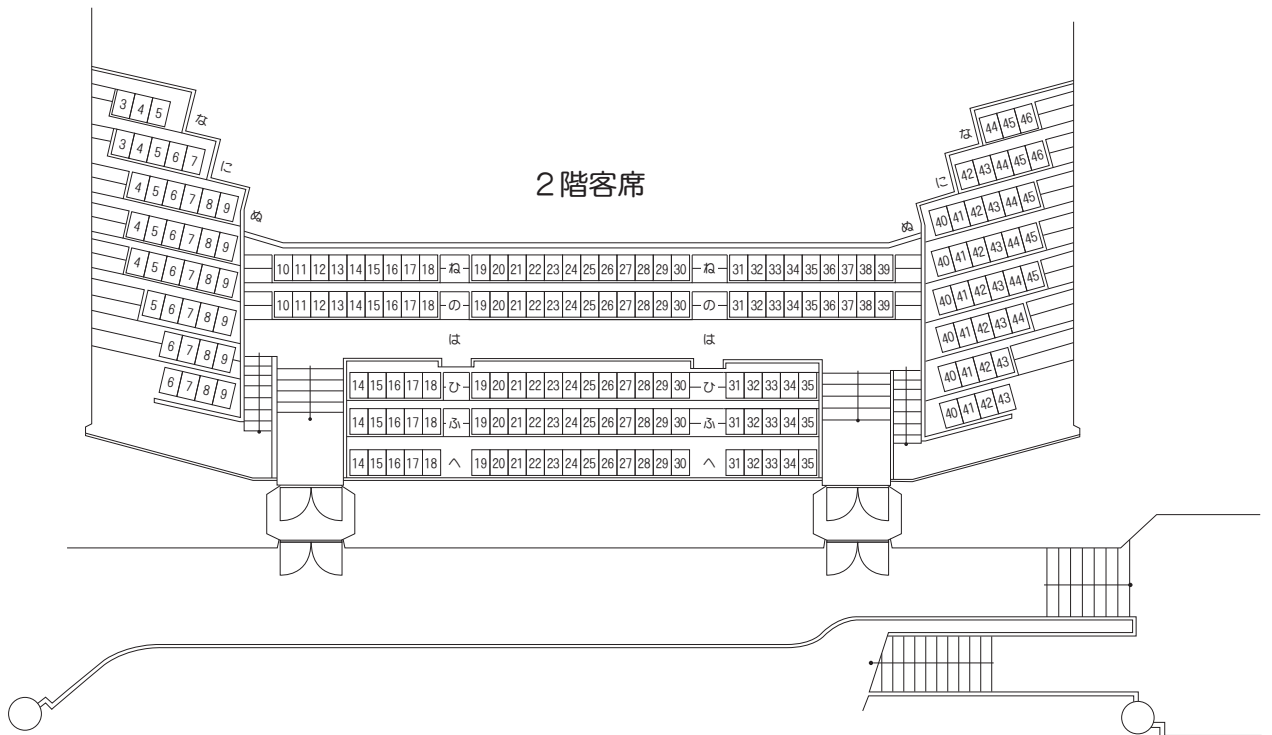 2階客席
3 4 5 な
な 44 45 46
3 4 5 6 7 に
に 42 43 44 45 46
4 5 6 7 8 9 ぬ
ぬ 40 41 42 43 44 45
4 5 6 7 8 9
40 41 42 43 44 45
4 5 6 7 8 9
40 41 42 43 44 45
5 6 7 8 9
40 41 42 43 44
6 7 8 9
40 41 42 43
6 7 8 9
40 41 42 43
10 11 12 13 14 15 16 17 18 ね 19 20 21 22 23 24 25 26 27 28 29 30 ね 31 32 33 34 35 36 37 38 39
10 11 12 13 14 15 16 17 18 の 19 20 21 22 23 24 25 26 27 28 29 30 の 31 32 33 34 35 36 37 38 39
は は
14 15 16 17 18 ひ 19 20 21 22 23 24 25 26 27 28 29 30 ひ 31 32 33 34 35
14 15 16 17 18 ふ 19 20 21 22 23 24 25 26 27 28 29 30 ふ 31 32 33 34 35
14 15 16 17 18 へ 19 20 21 22 23 24 25 26 27 28 29 30 へ 31 32 33 34 35